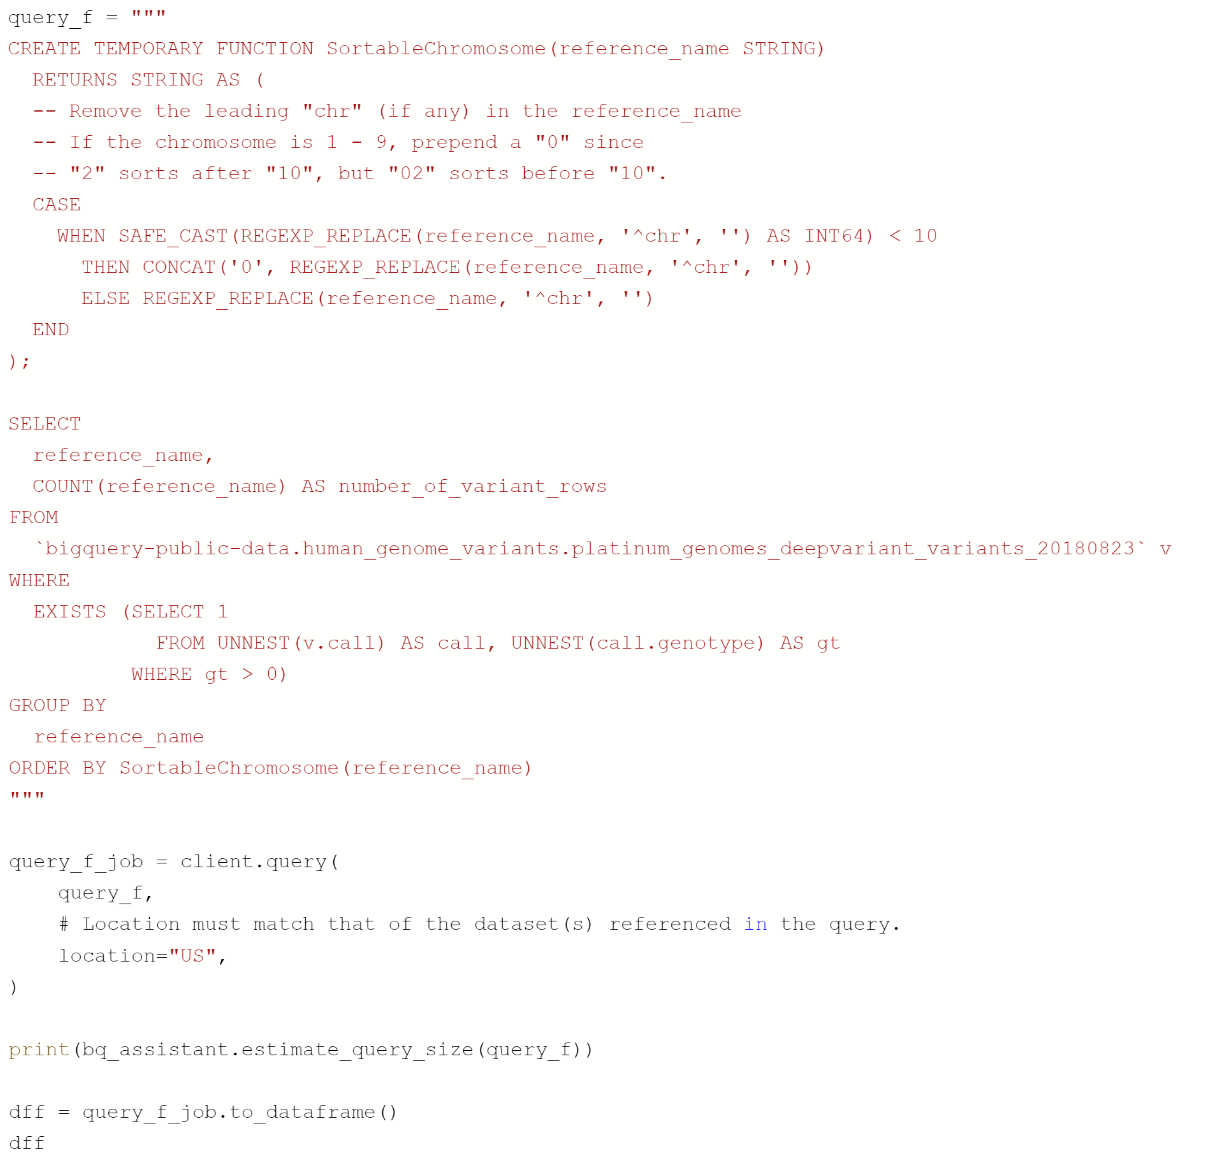 query_f = """
CREATE TEMPORARY FUNCTION SortableChromosome(reference_name STRING)
  RETURNS STRING AS (
  -- Remove the leading "chr" (if any) in the reference_name
  -- If the chromosome is 1 - 9, prepend a "0" since
  -- "2" sorts after "10", but "02" sorts before "10".
  CASE
    WHEN SAFE_CAST(REGEXP_REPLACE(reference_name, '^chr', '') AS INT64) < 10
      THEN CONCAT('0', REGEXP_REPLACE(reference_name, '^chr', ''))
      ELSE REGEXP_REPLACE(reference_name, '^chr', '')
  END
);

SELECT
  reference_name,
  COUNT(reference_name) AS number_of_variant_rows
FROM
  `bigquery-public-data.human_genome_variants.platinum_genomes_deepvariant_variants_20180823` v
WHERE
  EXISTS (SELECT 1
            FROM UNNEST(v.call) AS call, UNNEST(call.genotype) AS gt
          WHERE gt > 0)
GROUP BY
  reference_name
ORDER BY SortableChromosome(reference_name)
"""

query_f_job = client.query(
    query_f,
    # Location must match that of the dataset(s) referenced in the query.
    location="US",
)

print(bq_assistant.estimate_query_size(query_f))

dff = query_f_job.to_dataframe()
dff